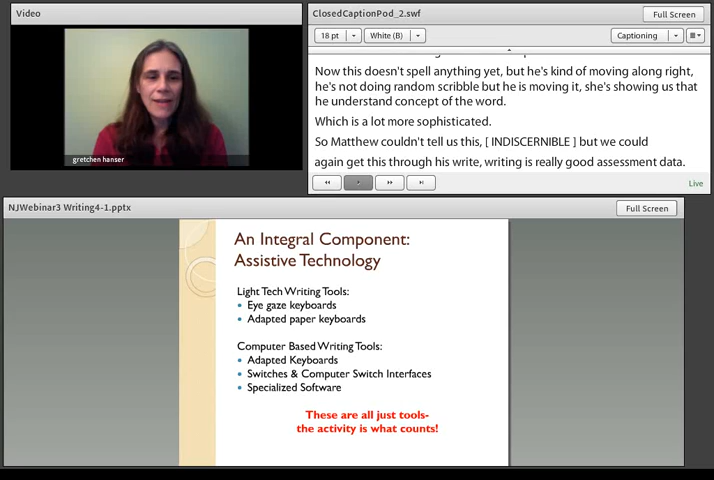 Video
gretchen hanser
ClosedCaptionPod_2.swf
Full Screen
18 pt
White (B)
Captioning
Now this doesn't spell anything yet, but he's kind of moving along right,
he's not doing random scribble but he is moving it, she's showing us that
he understand concept of the word.
Which is a lot more sophisticated.
So Matthew couldn't tell us this, [ INDISCERNIBLE ] but we could
again get this through his write, writing is really good assessment data.
Live
NJWebinar3 Writing4-1.pptx
Full Screen
An Integral Component:
Assistive Technology
Light Tech Writing Tools:
• Eye gaze keyboards
• Adapted paper keyboards
Computer Based Writing Tools:
• Adapted Keyboards
• Switches & Computer Switch Interfaces
• Specialized Software
These are all just tools-
the activity is what counts!